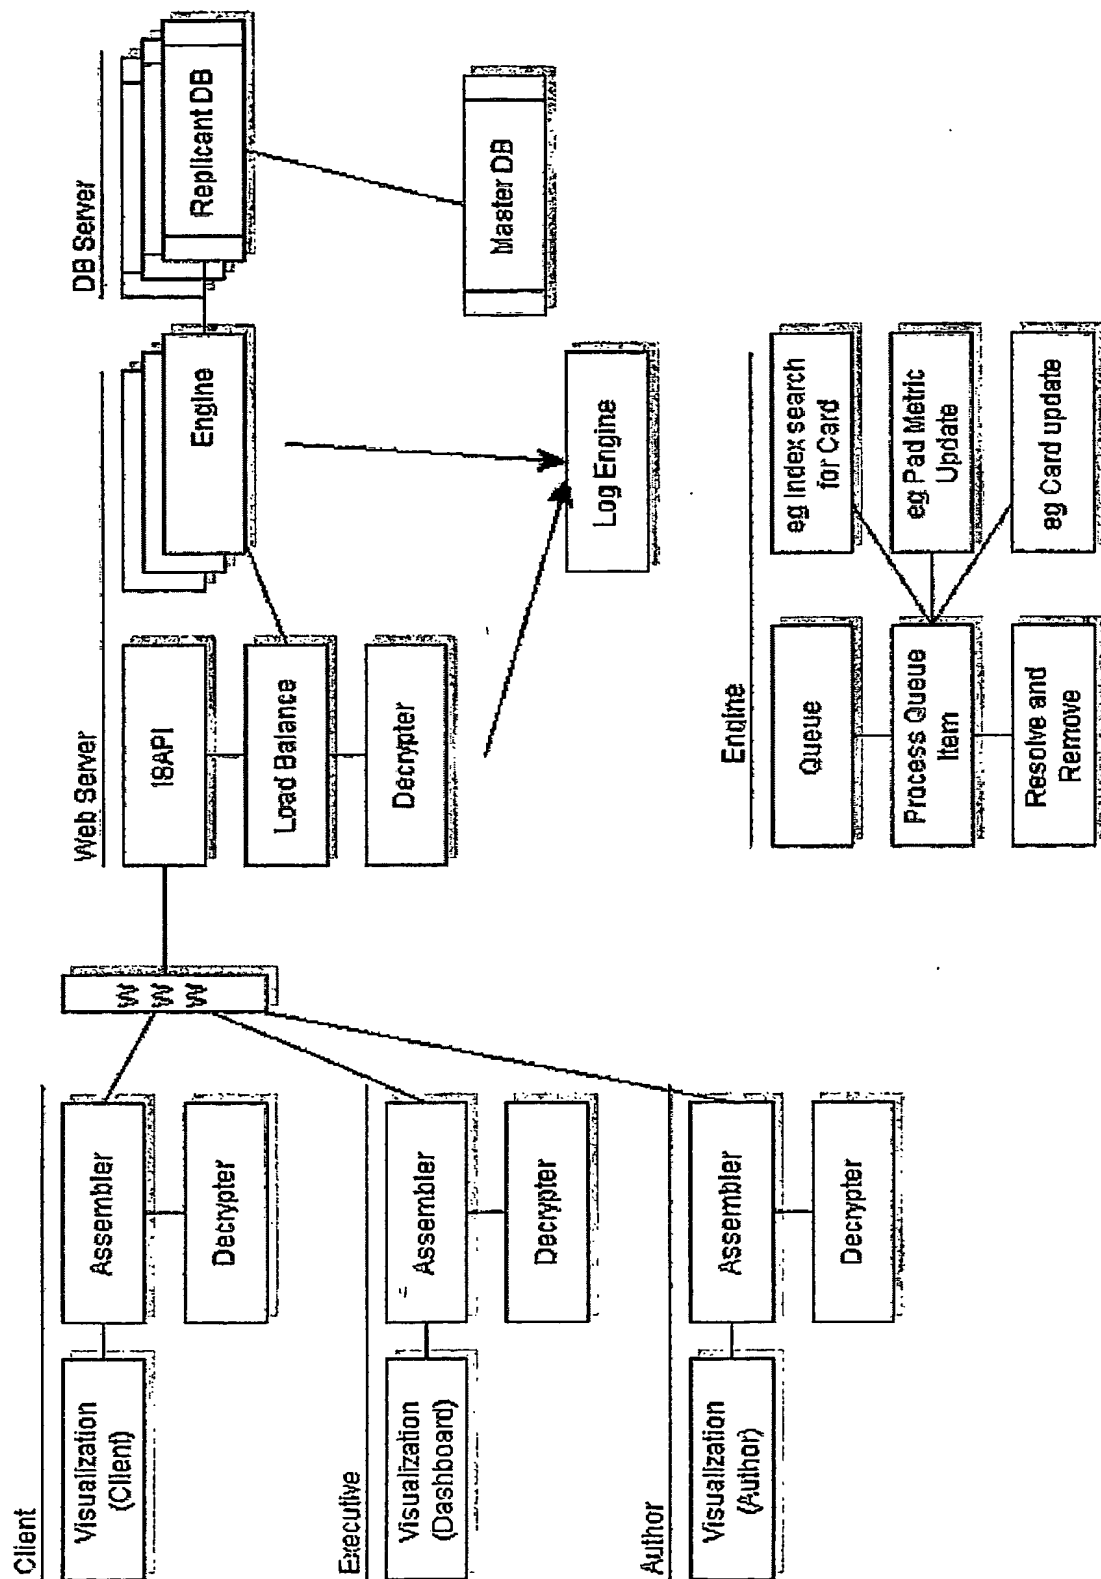 Client
Visualization
(Client)
Assembler
Decrypter
Executive
Visualization
(Dashboard)
Assembler
Decrypter
Author
Visualization
(Author)
Assembler
Decrypter
W
W
W
Web Server
18API
Load Balance
Decrypter
Engine
Log Engine
DB Server
Replicant DB
Master DB
Engine
Queue
Process Queue
Item
Resolve and
Remove
eg Index search
for Card
eg Pad Metric
Update
eg Card update